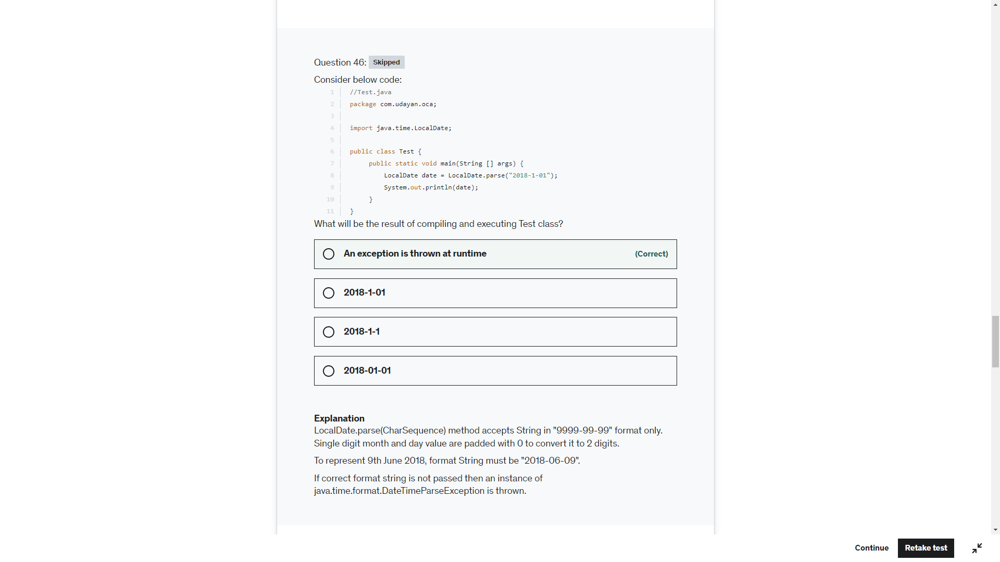 Question 46: Skipped
Consider below code:
1 //Test.java
2 package com.udayan.oca;
3
4 import java.time.LocalDate;
5
6 public class Test {
7 public static void main(String [] args) {
8 LocalDate date = LocalDate.parse("2018-1-01");
9 System.out.println(date);
10 }
11 }
What will be the result of compiling and executing Test class?
An exception is thrown at runtime (Correct)
2018-1-01
2018-1-1
2018-01-01
Explanation
LocalDate.parse(CharSequence) method accepts String in "9999-99-99" format only.
Single digit month and day value are padded with 0 to convert it to 2 digits.
To represent 9th June 2018, format String must be "2018-06-09".
If correct format string is not passed then an instance of
java.time.format.DateTimeParseException is thrown.
Continue Retake test